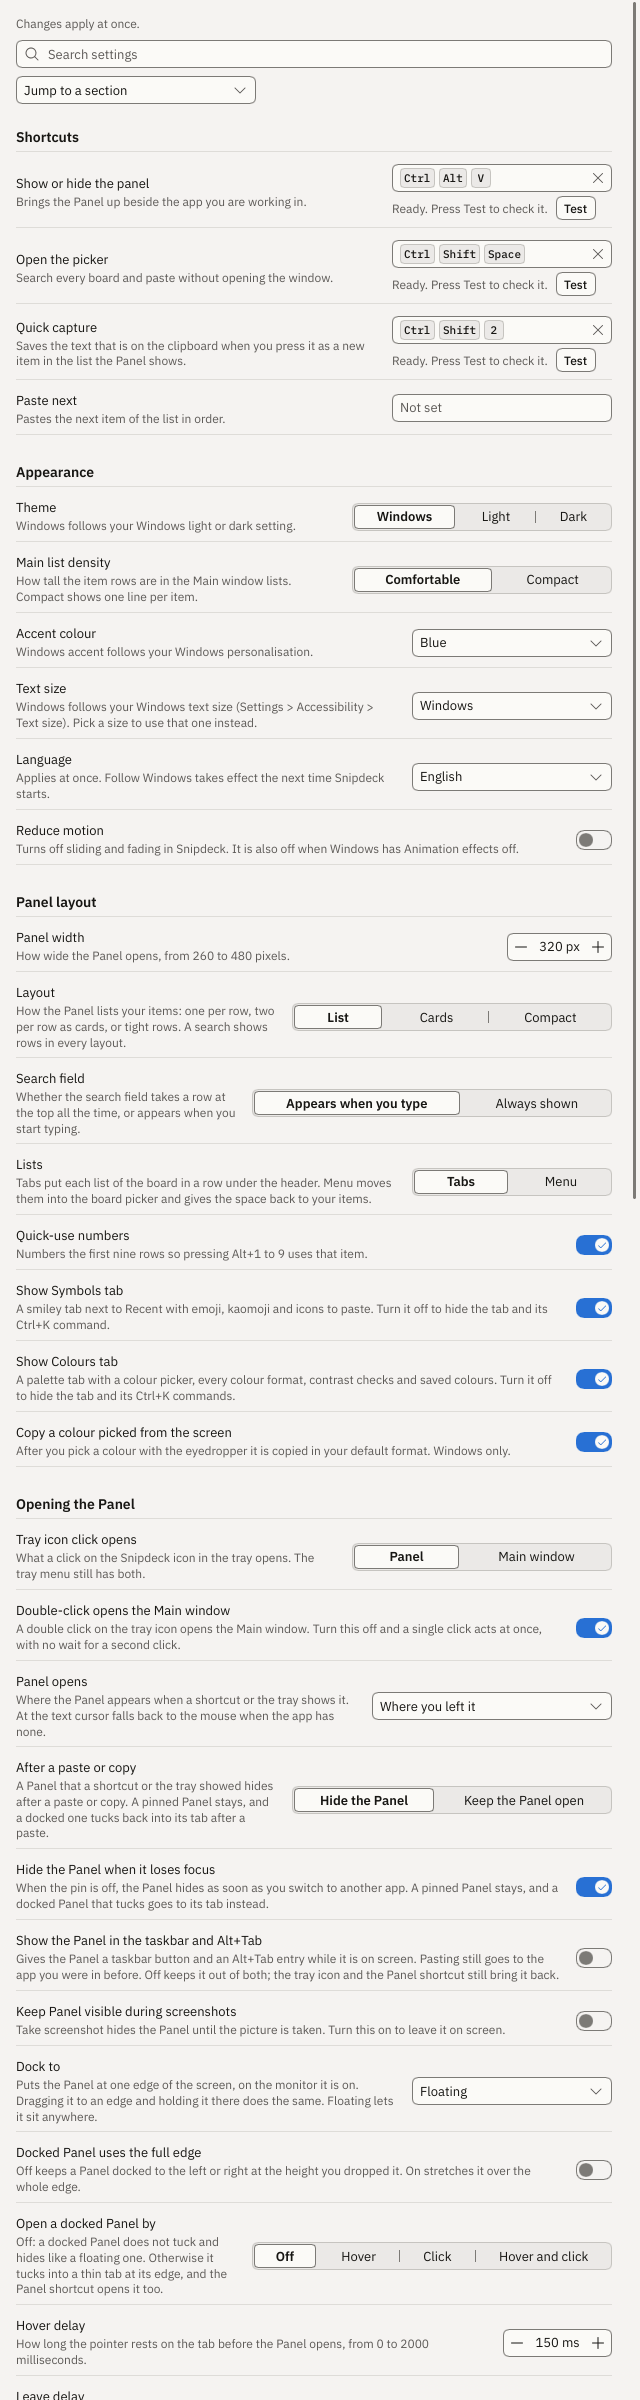 Changes apply at once.
Search settings
Jump to a section
Shortcuts
Show or hide the panel
Brings the Panel up beside the app you are working in.
Ctrl Alt V
Ready. Press Test to check it. Test
Open the picker
Search every board and paste without opening the window.
Ctrl Shift Space
Ready. Press Test to check it. Test
Quick capture
Saves the text that is on the clipboard when you press it as a new
item in the list the Panel shows.
Ctrl Shift 2
Ready. Press Test to check it. Test
Paste next
Pastes the next item of the list in order.
Not set
Appearance
Theme
Windows follows your Windows light or dark setting.
Windows Light Dark
Main list density
How tall the item rows are in the Main window lists.
Compact shows one line per item.
Comfortable Compact
Accent colour
Windows accent follows your Windows personalisation.
Blue
Text size
Windows follows your Windows text size (Settings > Accessibility >
Text size). Pick a size to use that one instead.
Windows
Language
Applies at once. Follow Windows takes effect the next time Snipdeck
starts.
English
Reduce motion
Turns off sliding and fading in Snipdeck. It is also off when Windows has Animation effects off.
Panel layout
Panel width
How wide the Panel opens, from 260 to 480 pixels.
320 px
Layout
How the Panel lists your items: one per row, two
per row as cards, or tight rows. A search shows
rows in every layout.
List Cards Compact
Search field
Whether the search field takes a row at
the top all the time, or appears when you
start typing.
Appears when you type Always shown
Lists
Tabs put each list of the board in a row under the header. Menu moves
them into the board picker and gives the space back to your items.
Tabs Menu
Quick-use numbers
Numbers the first nine rows so pressing Alt+1 to 9 uses that item.
Show Symbols tab
A smiley tab next to Recent with emoji, kaomoji and icons to paste. Turn it off to hide the tab and its
Ctrl+K command.
Show Colours tab
A palette tab with a colour picker, every colour format, contrast checks and saved colours. Turn it off
to hide the tab and its Ctrl+K commands.
Copy a colour picked from the screen
After you pick a colour with the eyedropper it is copied in your default format. Windows only.
Opening the Panel
Tray icon click opens
What a click on the Snipdeck icon in the tray opens. The
tray menu still has both.
Panel Main window
Double-click opens the Main window
A double click on the tray icon opens the Main window. Turn this off and a single click acts at once,
with no wait for a second click.
Panel opens
Where the Panel appears when a shortcut or the tray shows it.
At the text cursor falls back to the mouse when the app has
none.
Where you left it
After a paste or copy
A Panel that a shortcut or the tray showed hides
after a paste or copy. A pinned Panel stays, and
a docked one tucks back into its tab after a
paste.
Hide the Panel Keep the Panel open
Hide the Panel when it loses focus
When the pin is off, the Panel hides as soon as you switch to another app. A pinned Panel stays, and a
docked Panel that tucks goes to its tab instead.
Show the Panel in the taskbar and Alt+Tab
Gives the Panel a taskbar button and an Alt+Tab entry while it is on screen. Pasting still goes to the
app you were in before. Off keeps it out of both; the tray icon and the Panel shortcut still bring it back.
Keep Panel visible during screenshots
Take screenshot hides the Panel until the picture is taken. Turn this on to leave it on screen.
Dock to
Puts the Panel at one edge of the screen, on the monitor it is on.
Dragging it to an edge and holding it there does the same. Floating lets
it sit anywhere.
Floating
Docked Panel uses the full edge
Off keeps a Panel docked to the left or right at the height you dropped it. On stretches it over the
whole edge.
Open a docked Panel by
Off: a docked Panel does not tuck and
hides like a floating one. Otherwise it
tucks into a thin tab at its edge, and the
Panel shortcut opens it too.
Off Hover Click Hover and click
Hover delay
How long the pointer rests on the tab before the Panel opens, from 0 to 2000
milliseconds.
150 ms
Leave delay